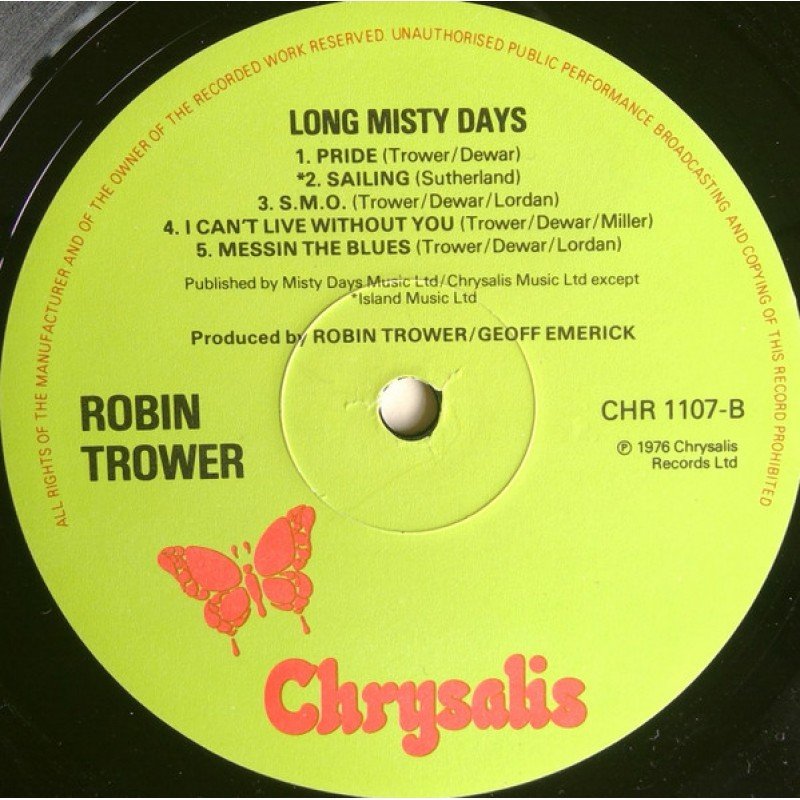 ALL RIGHTS OF THE MANUFACTURER AND OF THE OWNER OF THE RECORDED WORK RESERVED. UNAUTHORISED PUBLIC PERFORMANCE BROADCASTING AND COPYING OF THIS RECORD PROHIBITED
LONG MISTY DAYS
1. PRIDE (Trower/Dewar)
*2. SAILING (Sutherland)
3. S.M.O. (Trower/Dewar/Lordan)
4. I CAN'T LIVE WITHOUT YOU (Trower/Dewar/Miller)
5. MESSIN THE BLUES (Trower/Dewar/Lordan)
Published by Misty Days Music Ltd/Chrysalis Music Ltd except
*Island Music Ltd
Produced by ROBIN TROWER/GEOFF EMERICK
ROBIN
TROWER
CHR 1107-B
℗ 1976 Chrysalis
Records Ltd
Chrysalis